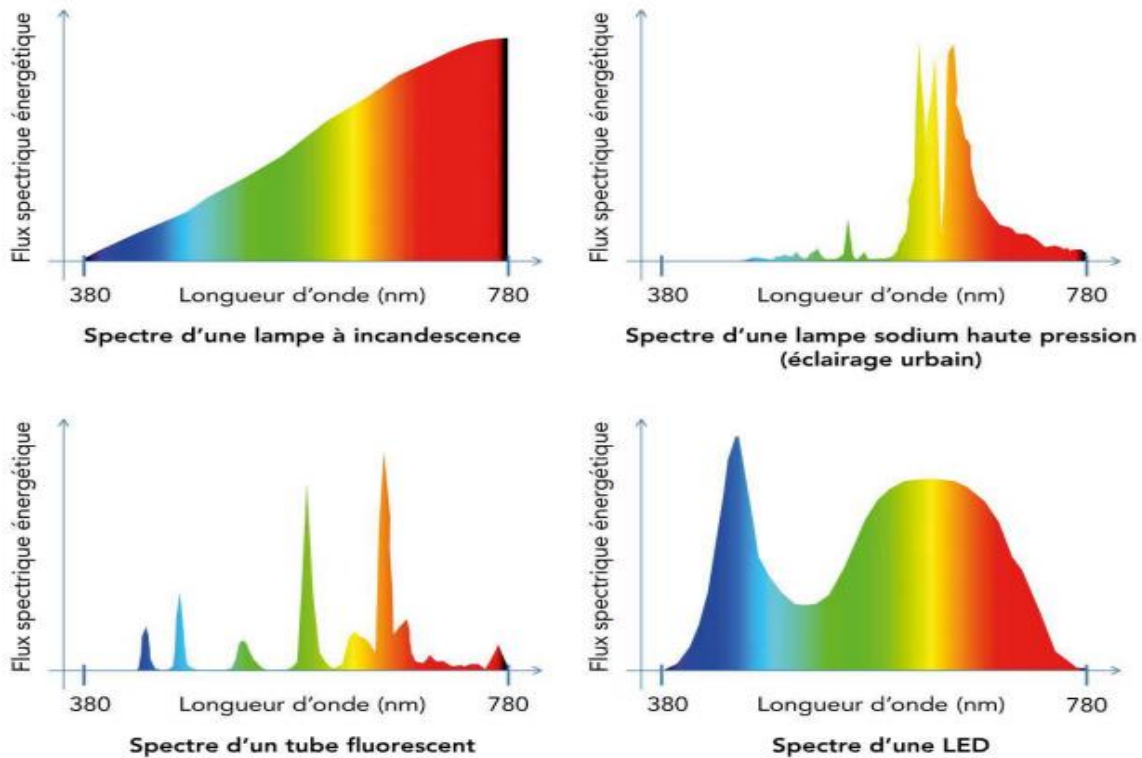 Flux spectrique énergétique
380 Longueur d'onde (nm) 780
Spectre d'une lampe à incandescence
Flux spectrique énergétique
380 Longueur d'onde (nm) 780
Spectre d'une lampe sodium haute pression
(éclairage urbain)
Flux spectrique énergétique
380 Longueur d'onde (nm) 780
Spectre d'un tube fluorescent
Flux spectrique énergétique
380 Longueur d'onde (nm) 780
Spectre d'une LED